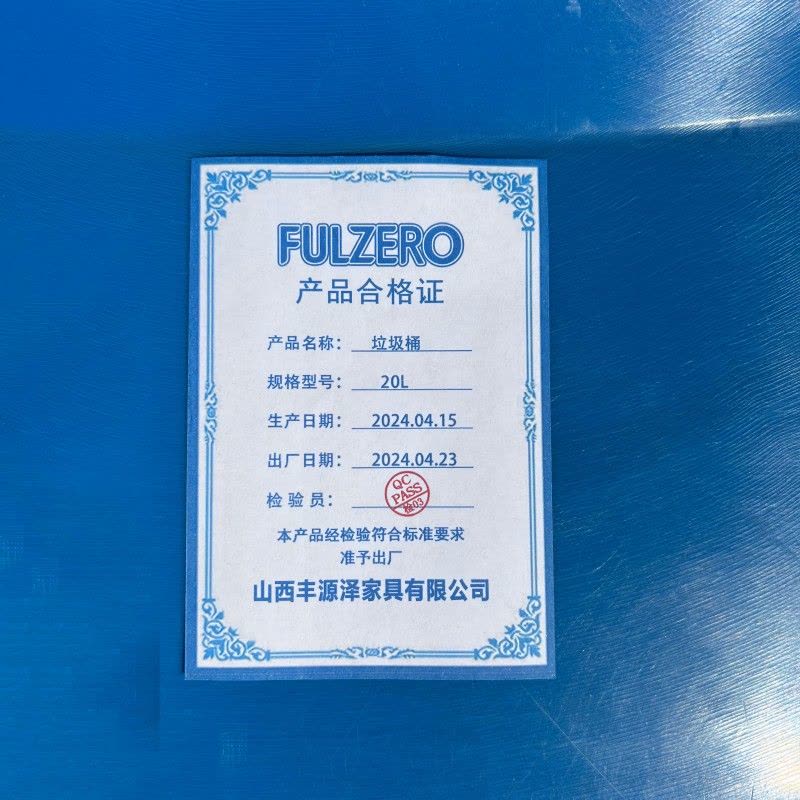 FULZERO
产品合格证
产品名称： 垃圾桶
规格型号： 20L
生产日期： 2024.04.15
出厂日期： 2024.04.23
检验员：
QC
PASS
检03
本产品经检验符合标准要求
准予出厂
山西丰源泽家具有限公司